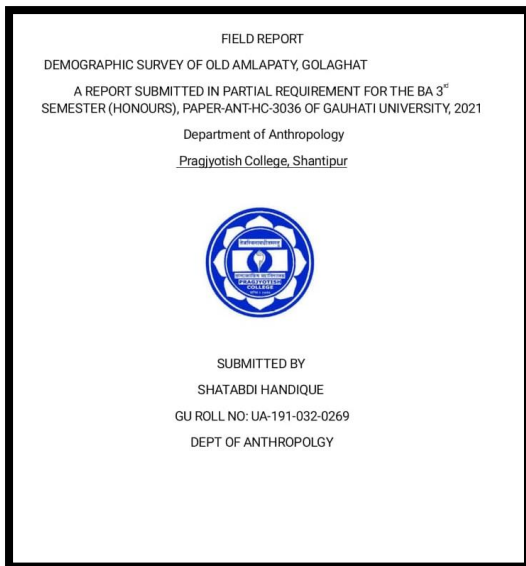 FIELD REPORT
DEMOGRAPHIC SURVEY OF OLD AMLAPATY, GOLAGHAT
A REPORT SUBMITTED IN PARTIAL REQUIREMENT FOR THE BA 3rd
SEMESTER (HONOURS), PAPER-ANT-HC-3036 OF GAUHATI UNIVERSITY, 2021
Department of Anthropology
Pragjyotish College, Shantipur
PRAGJYOTISH
COLLEGE
SUBMITTED BY
SHATABDI HANDIQUE
GU ROLL NO: UA-191-032-0269
DEPT OF ANTHROPOLGY